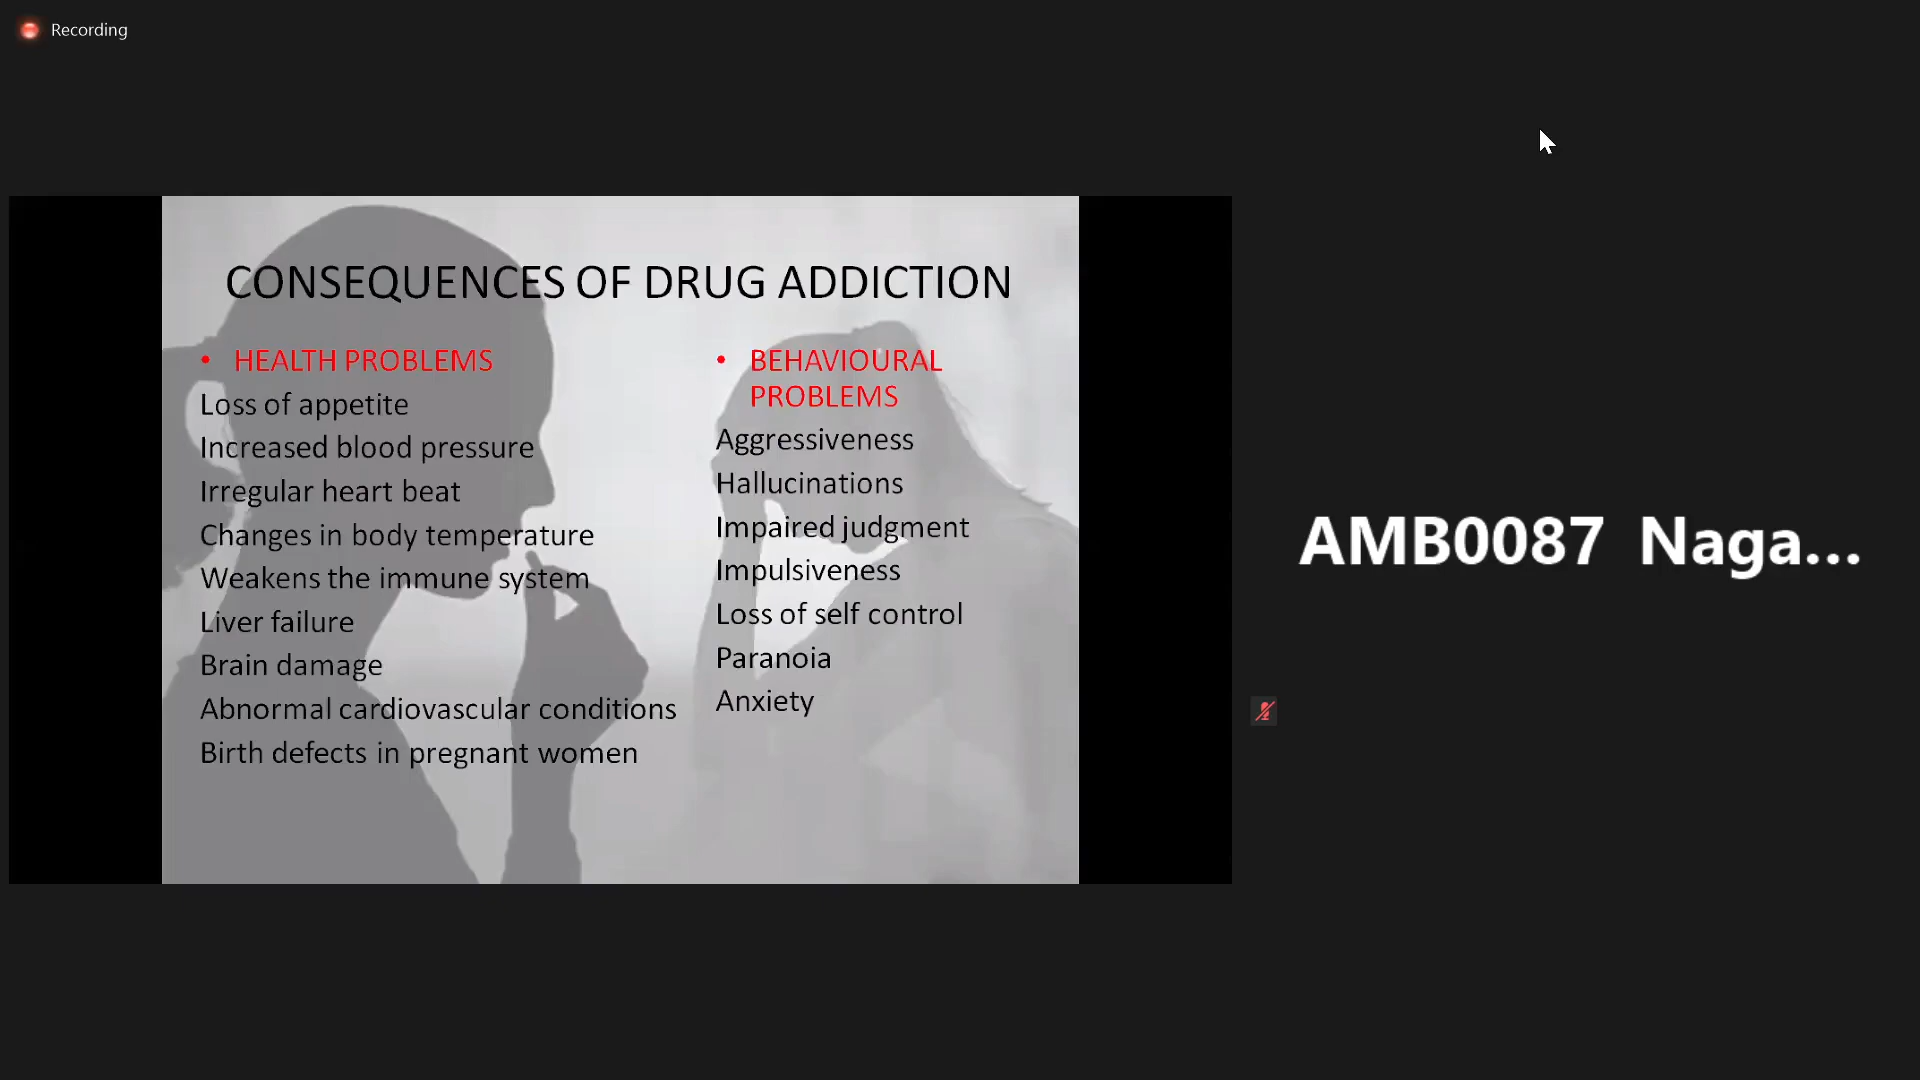 Recording
CONSEQUENCES OF DRUG ADDICTION
• HEALTH PROBLEMS
Loss of appetite
Increased blood pressure
Irregular heart beat
Changes in body temperature
Weakens the immune system
Liver failure
Brain damage
Abnormal cardiovascular conditions
Birth defects in pregnant women
• BEHAVIOURAL
PROBLEMS
Aggressiveness
Hallucinations
Impaired judgment
Impulsiveness
Loss of self control
Paranoia
Anxiety
AMB0087 Naga...